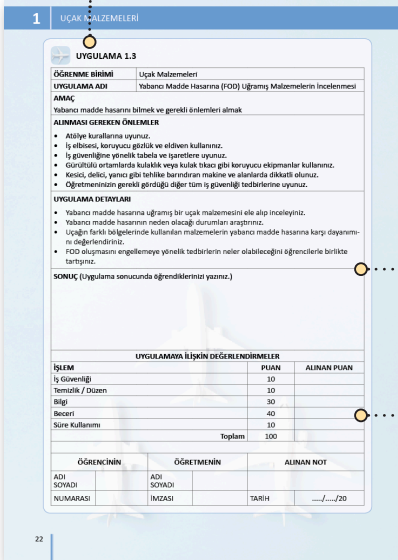 1 UÇAK MALZEMELERİ
UYGULAMA 1.3
ÖĞRENME BİRİMİ Uçak Malzemeleri
UYGULAMA ADI Yabancı Madde Hasarına (FOD) Uğramış Malzemelerin İncelenmesi
AMAÇ
Yabancı madde hasarını bilmek ve gerekli önlemleri almak
ALINMASI GEREKEN ÖNLEMLER
• Atölye kurallarına uyunuz.
• İş elbisesi, koruyucu gözlük ve eldiven kullanınız.
• İş güvenliğine yönelik tabela ve işaretlere uyunuz.
• Gürültülü ortamlarda kulaklık veya kulak tıkacı gibi koruyucu ekipmanlar kullanınız.
• Kesici, delici, yanıcı gibi tehlike barındıran makine ve alanlarda dikkatli olunuz.
• Öğretmeninizin gerekli gördüğü diğer tüm iş güvenliği tedbirlerine uyunuz.
UYGULAMA DETAYLARI
• Yabancı madde hasarına uğramış bir uçak malzemesini ele alıp inceleyiniz.
• Yabancı madde hasarının neden olacağı durumları araştırınız.
• Uçağın farklı bölgelerinde kullanılan malzemelerin yabancı madde hasarına karşı dayanımı-
nı değerlendiriniz.
• FOD oluşmasını engellemeye yönelik tedbirlerin neler olabileceğini öğrencilerle birlikte
tartışınız.
SONUÇ (Uygulama sonucunda öğrendiklerinizi yazınız.)
UYGULAMAYA İLİŞKİN DEĞERLENDİRMELER
İŞLEM PUAN ALINAN PUAN
İş Güvenliği 10
Temizlik / Düzen 10
Bilgi 30
Beceri 40
Süre Kullanımı 10
Toplam 100
ÖĞRENCİNİN ÖĞRETMENİN ALINAN NOT
ADI SOYADI ADI SOYADI
NUMARASI İMZASI TARİH ...../...../20
22